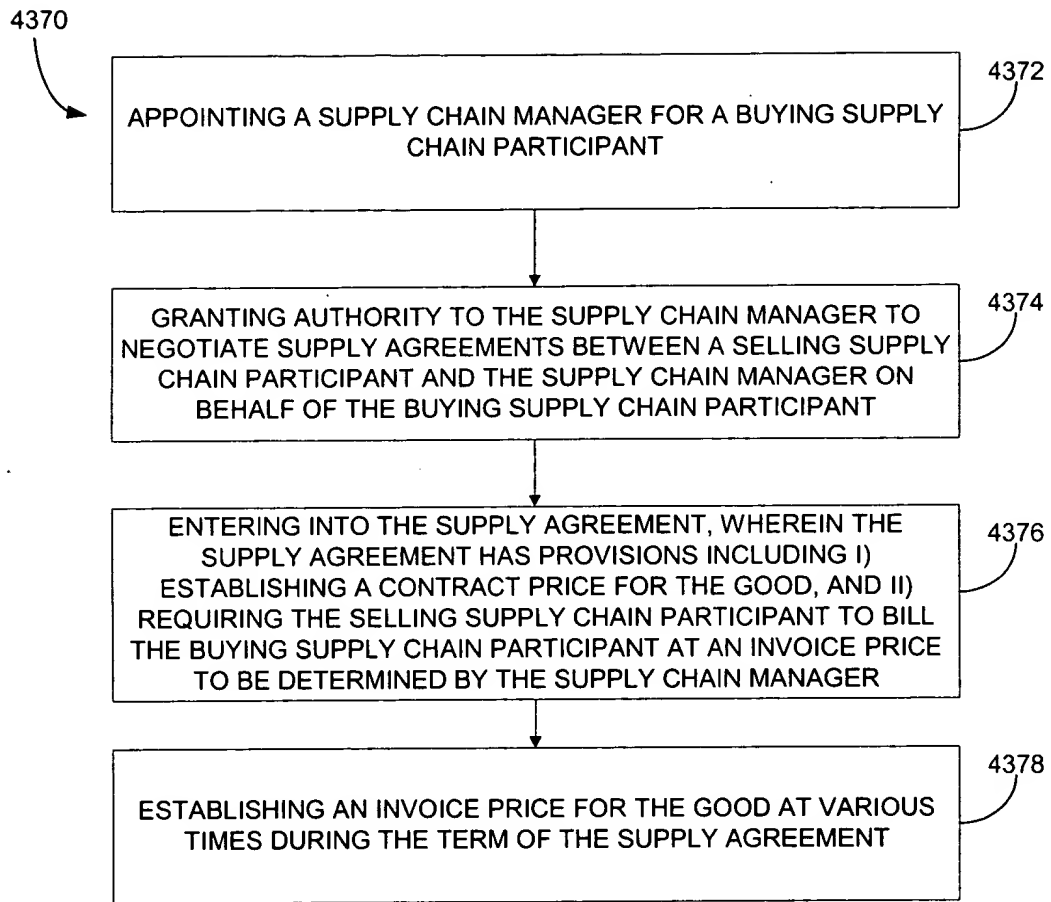 4370
4372
APPOINTING A SUPPLY CHAIN MANAGER FOR A BUYING SUPPLY
CHAIN PARTICIPANT
4374
GRANTING AUTHORITY TO THE SUPPLY CHAIN MANAGER TO
NEGOTIATE SUPPLY AGREEMENTS BETWEEN A SELLING SUPPLY
CHAIN PARTICIPANT AND THE SUPPLY CHAIN MANAGER ON
BEHALF OF THE BUYING SUPPLY CHAIN PARTICIPANT
4376
ENTERING INTO THE SUPPLY AGREEMENT, WHEREIN THE
SUPPLY AGREEMENT HAS PROVISIONS INCLUDING I)
ESTABLISHING A CONTRACT PRICE FOR THE GOOD, AND II)
REQUIRING THE SELLING SUPPLY CHAIN PARTICIPANT TO BILL
THE BUYING SUPPLY CHAIN PARTICIPANT AT AN INVOICE PRICE
TO BE DETERMINED BY THE SUPPLY CHAIN MANAGER
4378
ESTABLISHING AN INVOICE PRICE FOR THE GOOD AT VARIOUS
TIMES DURING THE TERM OF THE SUPPLY AGREEMENT